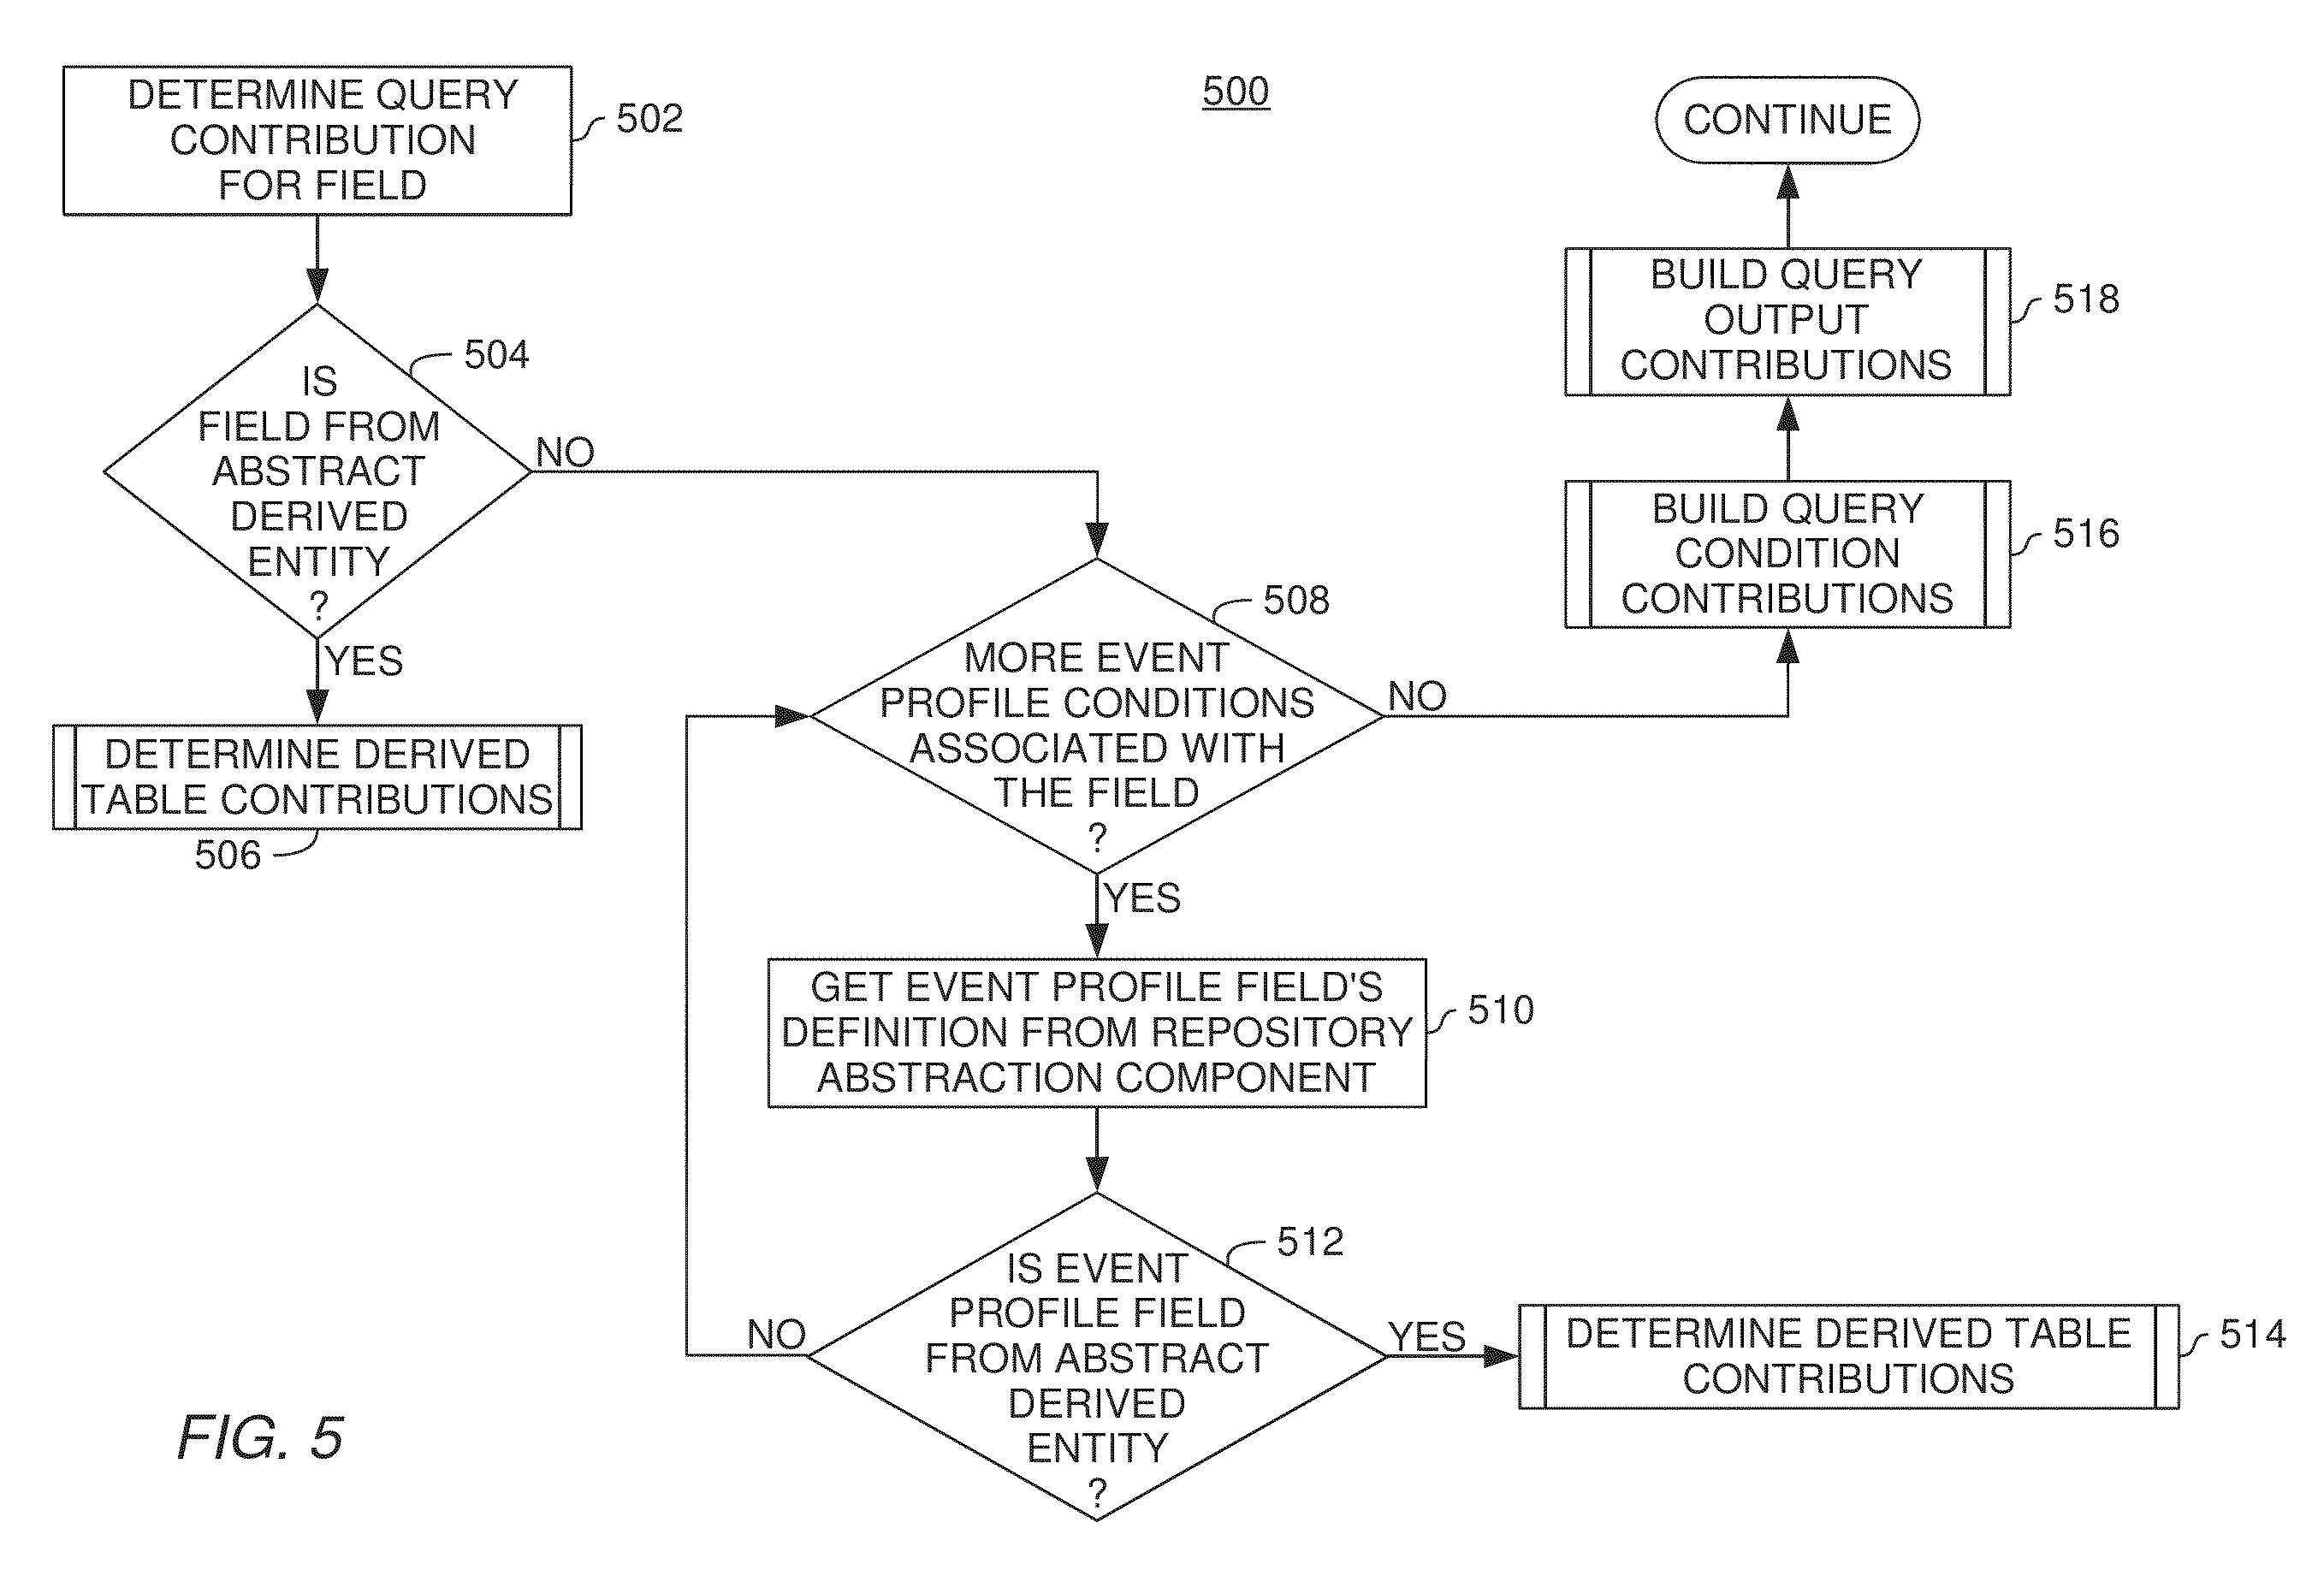 500
DETERMINE QUERY
CONTRIBUTION
FOR FIELD
502
IS
FIELD FROM
ABSTRACT
DERIVED
ENTITY
?
504
NO
YES
DETERMINE DERIVED
TABLE CONTRIBUTIONS
506
MORE EVENT
PROFILE CONDITIONS
ASSOCIATED WITH
THE FIELD
?
508
NO
YES
GET EVENT PROFILE FIELD'S
DEFINITION FROM REPOSITORY
ABSTRACTION COMPONENT
510
IS EVENT
PROFILE FIELD
FROM ABSTRACT
DERIVED
ENTITY
?
512
NO
YES
DETERMINE DERIVED TABLE
CONTRIBUTIONS
514
BUILD QUERY
CONDITION
CONTRIBUTIONS
516
BUILD QUERY
OUTPUT
CONTRIBUTIONS
518
CONTINUE
FIG. 5